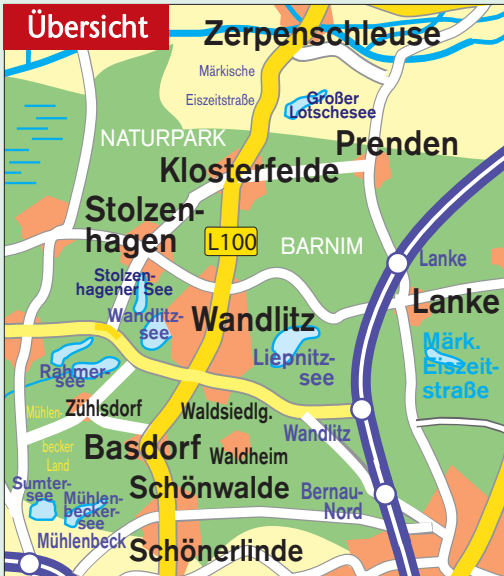 Übersicht
Zerpenschleuse
Märkische
Eiszeitstraße
Großer
Lotschesee
NATURPARK
Prenden
Klosterfelde
Stolzen-
hagen
L100
BARNIM
Lanke
Stolzen-
hagener See
Lanke
Wandlitz-
see
Wandlitz
Liepnitz-
see
Märk.
Eiszeit-
straße
Rahmer-
see
Mühlen-
Zühlsdorf
Waldsiedlg.
Wandlitz
becker
Land
Basdorf
Waldheim
Sumter-
see
Mühlen-
becker-
see
Schönwalde
Bernau-
Nord
Mühlenbeck
Schönerlinde